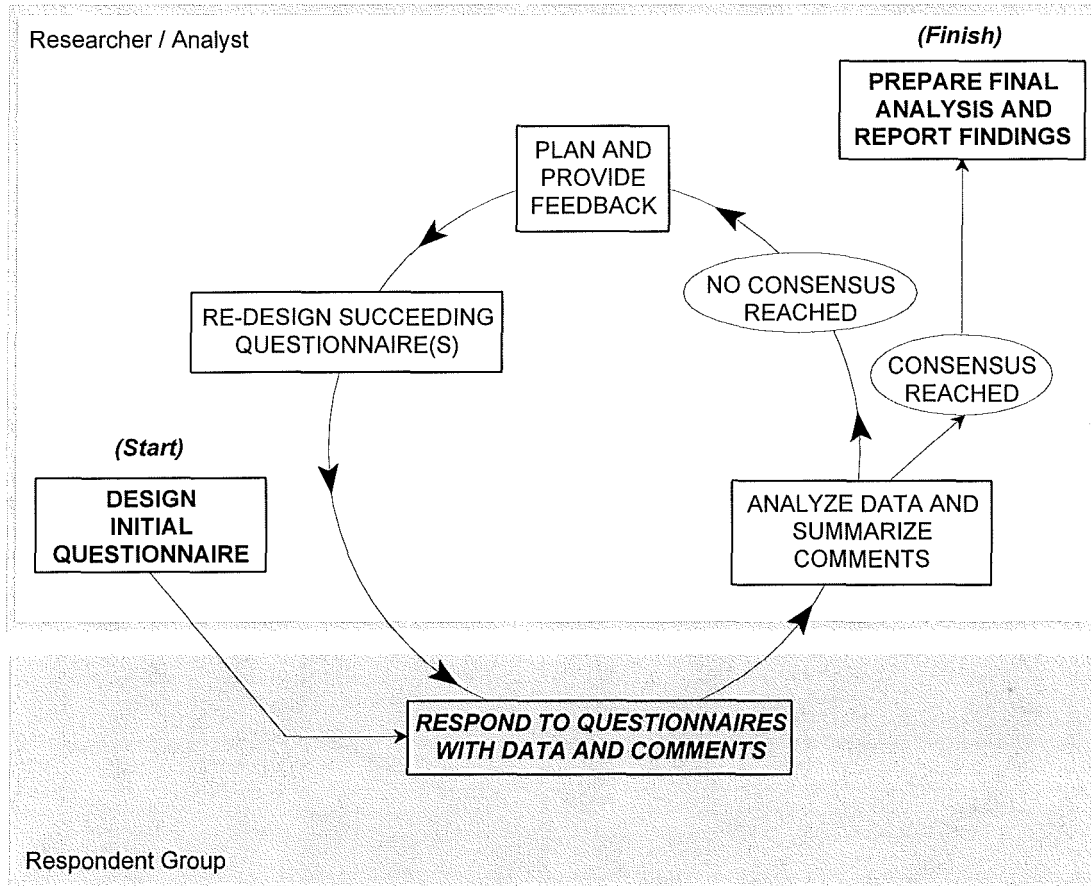 Researcher / Analyst
(Finish)
PREPARE FINAL
ANALYSIS AND
REPORT FINDINGS
PLAN AND
PROVIDE
FEEDBACK
NO CONSENSUS
REACHED
RE-DESIGN SUCCEEDING
QUESTIONNAIRE(S)
CONSENSUS
REACHED
(Start)
DESIGN
INITIAL
QUESTIONNAIRE
ANALYZE DATA AND
SUMMARIZE
COMMENTS
RESPOND TO QUESTIONNAIRES
WITH DATA AND COMMENTS
Respondent Group